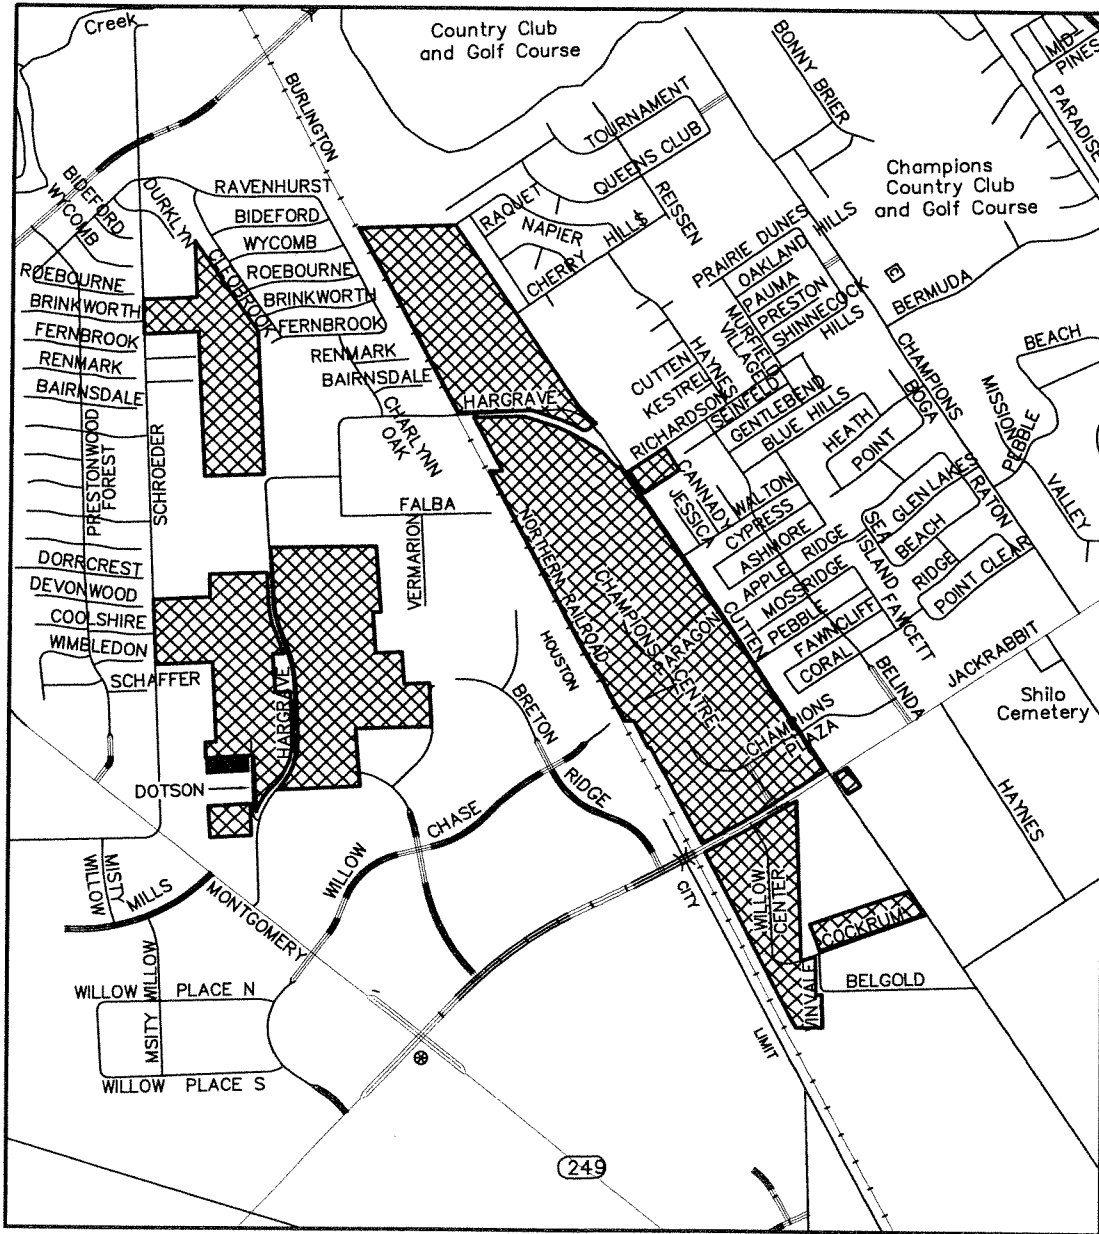 Creek
Country Club
and Golf Course
BURLINGTON
BONNY BRIER
MID
PINES
PARADISE
TOURNAMENT
QUEENS CLUB
Champions
Country Club
and Golf Course
BIDEFORD
WYCOMB
DURKLYN
RAVENHURST
BIDEFORD
WYCOMB
ROEBOURNE
BRINKWORTH
FERNBROOK
CLEOBROOK
RAQUET
NAPIER
CHERRY HILLS
REISSEN
PRAIRIE DUNES
OAKLAND HILLS
PAUMA
PRESTON
SHINNECOCK
HILLS
MUIRFIELD
VILLAGE
BERMUDA
ROEBOURNE
BRINKWORTH
FERNBROOK
RENMARK
BAIRNSDALE
RENMARK
BAIRNSDALE
CHARLYNN
OAK
HARGRAVE
CUTTEN
KESTREL
HAYNES
RICHARDSON
SEINFELD
GENTLEBEND
BLUE HILLS
HEATH
POINT
BOGA
CHAMPIONS
BEACH
MISSION
PEBBLE
VALLEY
PRESTONWOOD
FOREST
SCHROEDER
FALBA
VERMARION
CANNADY
JESSICA
WALTON
CYPRESS
ASHMORE
APPLE RIDGE
MOSSRIDGE
PEBBLE
FAWNCLIFF
CORAL
SEA
ISLAND
FAWCETT
GLEN LAKES
BEACH
RIDGE
RATON
POINT CLEAR
NORTHERM RAILROAD
CHAMPIONS CENTRE
PARAGON
CUTTEN
HOUSTON
DORRCREST
DEVONWOOD
COOLSHIRE
WIMBLEDON
SCHAFFER
HARGRAVE
DOTSON
BRETON
RIDGE
CHAMPIONS
PLAZA
BELINDA
JACKRABBIT
Shilo
Cemetery
HAYNES
WILLOW
CHASE
MISTY
WILLOW
MILLS
MONTGOMERY
CITY
WILLOW
CENTER
COCKRUM
VINVALE
BELGOLD
WILLOW PLACE N
MSITY WILLOW
WILLOW PLACE S
LIMIT
249